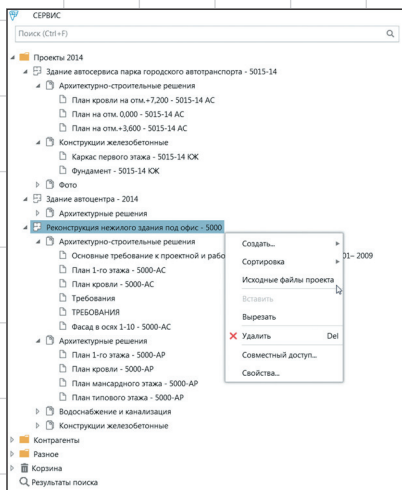 СЕРВИС
Поиск (Ctrl+F)
Проекты 2014
Здание автосервиса парка городского автотранспорта - 5015-14
Архитектурно-строительные решения
План кровли на отм.+7,200 - 5015-14 АС
План на отм. 0,000 - 5015-14 АС
План на отм.+3,600 - 5015-14 АС
Конструкции железобетонные
Каркас первого этажа - 5015-14 КЖ
Фундамент - 5015-14 КЖ
Фото
Здание автоцентра - 2014
Архитектурные решения
Реконструкция нежилого здания под офис - 5000
Архитектурно-строительные решения
Основные требование к проектной и рабо 01– 2009
План 1-го этажа - 5000-АС
План кровли - 5000-АС
Требования
ТРЕБОВАНИЯ
Фасад в осях 1-10 - 5000-АС
Архитектурные решения
План 1-го этажа - 5000-АР
План кровли - 5000-АР
План мансардного этажа - 5000-АР
План типового этажа - 5000-АР
Водоснабжение и канализация
Конструкции железобетонные
Контрагенты
Разное
Корзина
Результаты поиска
Создать...
Сортировка
Исходные файлы проекта
Вставить
Вырезать
Удалить Del
Совместный доступ...
Свойства...